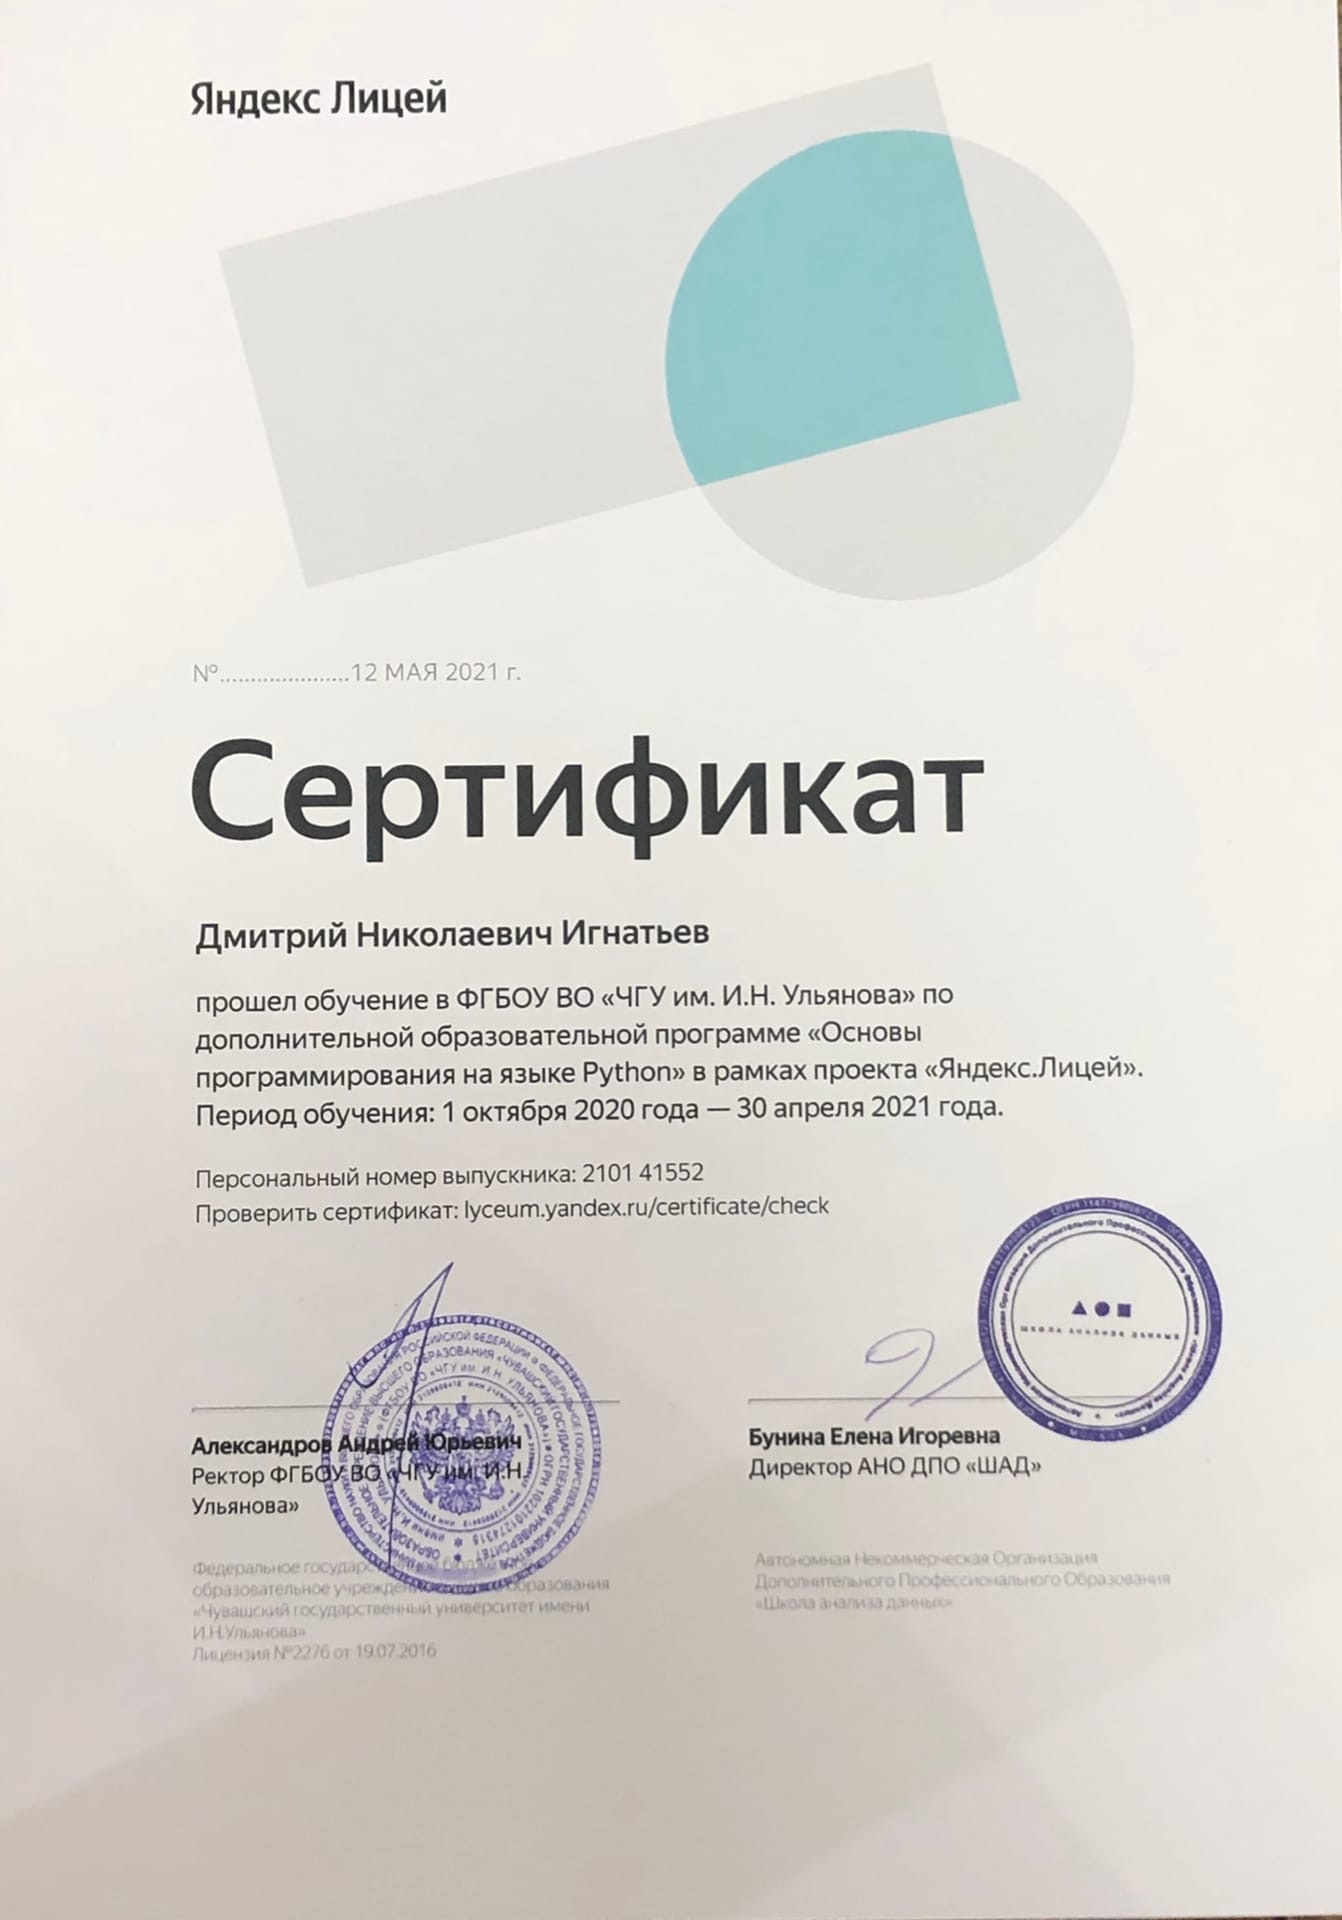 Яндекс Лицей
№.....................12 МАЯ 2021 г.
Сертификат
Дмитрий Николаевич Игнатьев
прошел обучение в ФГБОУ ВО «ЧГУ им. И.Н. Ульянова» по
дополнительной образовательной программе «Основы
программирования на языке Python» в рамках проекта «Яндекс.Лицей».
Период обучения: 1 октября 2020 года — 30 апреля 2021 года.
Персональный номер выпускника: 2101 41552
Проверить сертификат: lyceum.yandex.ru/certificate/check
Александров Андрей Юрьевич
Ректор ФГБОУ ВО «ЧГУ им. И.Н.
Ульянова»
Федеральное
образовательное образования
«Чувашский государственный университет имени
И.Н.Ульянова»
Лицензия №2276 от 19.07.2016
Бунина Елена Игоревна
Директор АНО ДПО «ШАД»
Автономная Некоммерческая Организация
Дополнительного Профессионального Образования
«Школа анализа данных»
ШКОЛА АНАЛИЗА ДАННЫХ